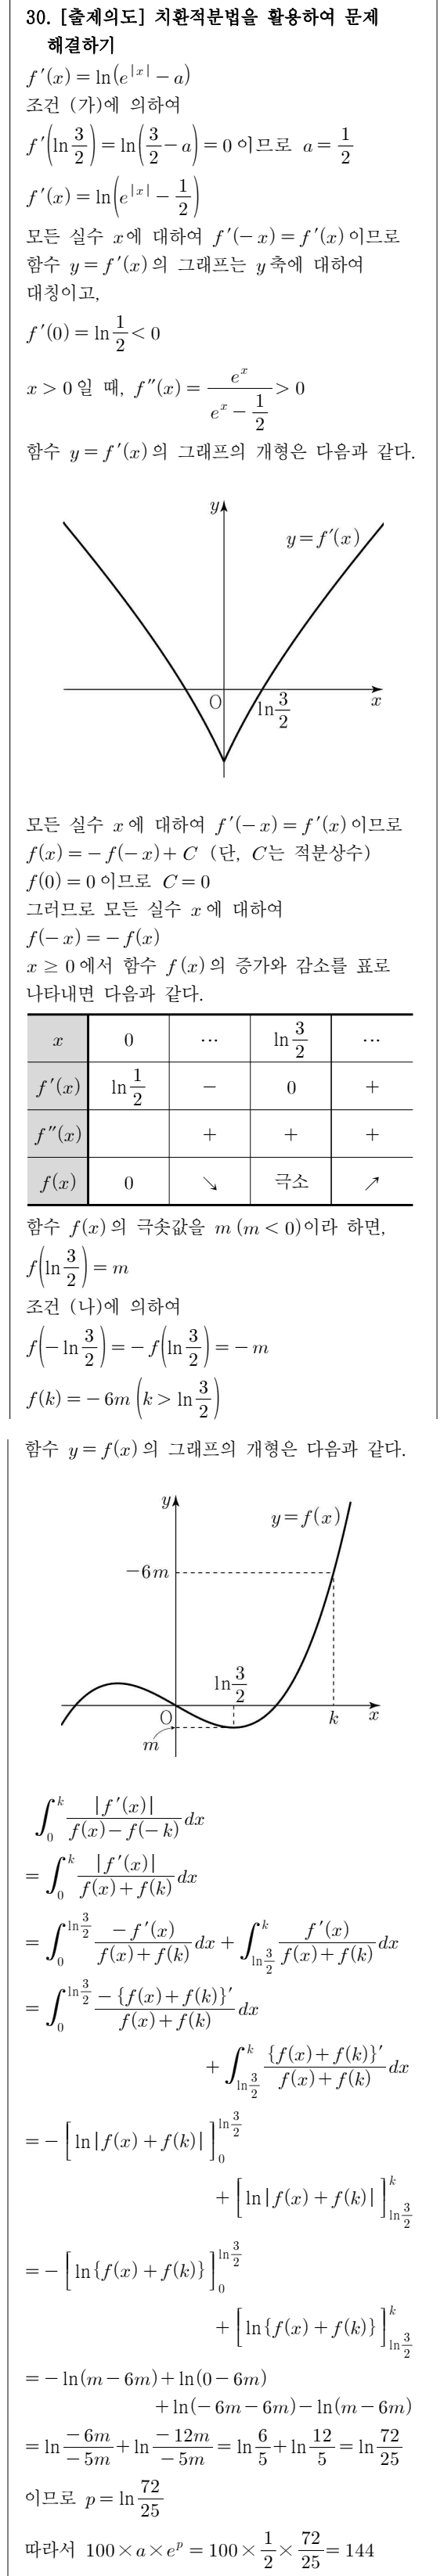 30. [출제의도] 치환적분법을 활용하여 문제
해결하기
f′(x) = ln(e^{|x|} − a)
조건 (가)에 의하여
f′(ln 3/2) = ln(3/2 − a) = 0 이므로 a = 1/2
f′(x) = ln(e^{|x|} − 1/2)
모든 실수 x에 대하여 f′(−x) = f′(x)이므로
함수 y = f′(x)의 그래프는 y축에 대하여
대칭이고,
f′(0) = ln 1/2 < 0
x > 0일 때, f″(x) = e^x / (e^x − 1/2) > 0
함수 y = f′(x)의 그래프의 개형은 다음과 같다.
y
y = f′(x)
O
ln 3/2
x
모든 실수 x에 대하여 f′(−x) = f′(x)이므로
f(x) = −f(−x) + C (단, C는 적분상수)
f(0) = 0이므로 C = 0
그러므로 모든 실수 x에 대하여
f(−x) = −f(x)
x ≥ 0에서 함수 f(x)의 증가와 감소를 표로
나타내면 다음과 같다.
x 0 ⋯ ln 3/2 ⋯
f′(x) ln 1/2 − 0 +
f″(x) + + +
f(x) 0 ↘ 극소 ↗
함수 f(x)의 극솟값을 m (m < 0)이라 하면,
f(ln 3/2) = m
조건 (나)에 의하여
f(−ln 3/2) = −f(ln 3/2) = −m
f(k) = −6m (k > ln 3/2)
함수 y = f(x)의 그래프의 개형은 다음과 같다.
y
y = f(x)
−6m
ln 3/2
O
k
x
m
∫_0^k |f′(x)| / (f(x) − f(−k)) dx
= ∫_0^k |f′(x)| / (f(x) + f(k)) dx
= ∫_0^{ln 3/2} −f′(x) / (f(x) + f(k)) dx + ∫_{ln 3/2}^k f′(x) / (f(x) + f(k)) dx
= ∫_0^{ln 3/2} −{f(x) + f(k)}′ / (f(x) + f(k)) dx
+ ∫_{ln 3/2}^k {f(x) + f(k)}′ / (f(x) + f(k)) dx
= −[ln|f(x) + f(k)|]_0^{ln 3/2}
+ [ln|f(x) + f(k)|]_{ln 3/2}^k
= −[ln{f(x) + f(k)}]_0^{ln 3/2}
+ [ln{f(x) + f(k)}]_{ln 3/2}^k
= −ln(m − 6m) + ln(0 − 6m)
+ ln(−6m − 6m) − ln(m − 6m)
= ln −6m/−5m + ln −12m/−5m = ln 6/5 + ln 12/5 = ln 72/25
이므로 p = ln 72/25
따라서 100 × a × e^p = 100 × 1/2 × 72/25 = 144